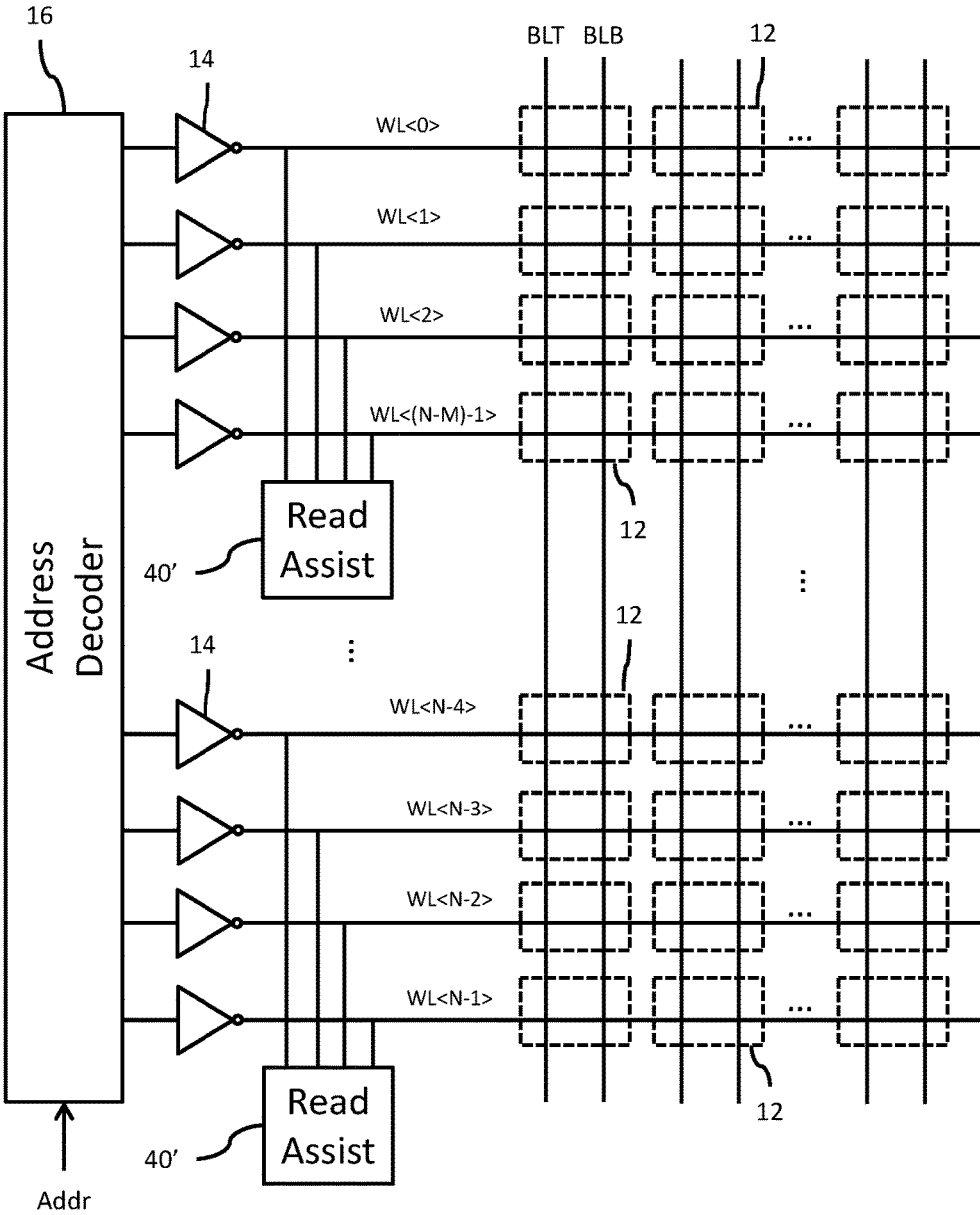 16
14
BLT BLB
12
WL<0>
...
WL<1>
...
WL<2>
...
WL<(N-M)-1>
...
Read
Assist
40’
12
Address
Decoder
...
...
14
12
WL<N-4>
...
WL<N-3>
...
WL<N-2>
...
WL<N-1>
...
Read
Assist
40’
12
Addr